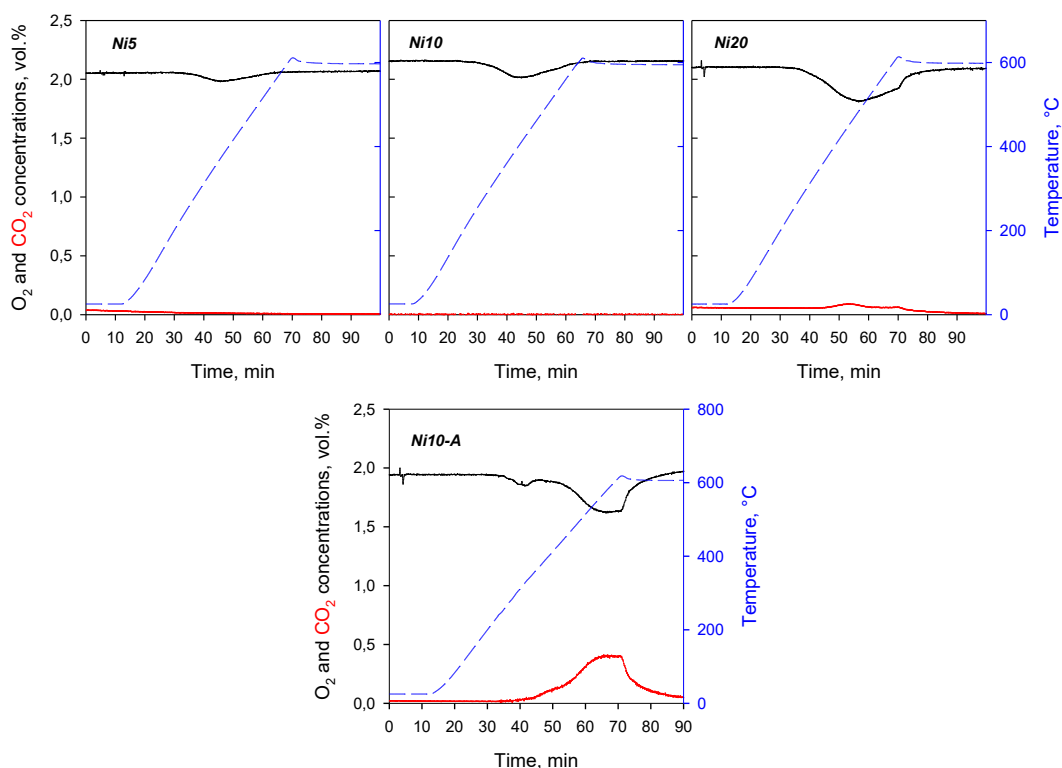 Ni5
Ni10
Ni20
2,5
2,0
1,5
1,0
0,5
0,0
O2 and CO2 concentrations, vol.%
600
400
200
0
Temperature, °C
0 10 20 30 40 50 60 70 80 90
0 10 20 30 40 50 60 70 80 90
0 10 20 30 40 50 60 70 80 90
Time, min
Time, min
Time, min
Ni10-A
2,5
2,0
1,5
1,0
0,5
0,0
O2 and CO2 concentrations, vol.%
800
600
400
200
0
Temperature, °C
0 10 20 30 40 50 60 70 80 90
Time, min